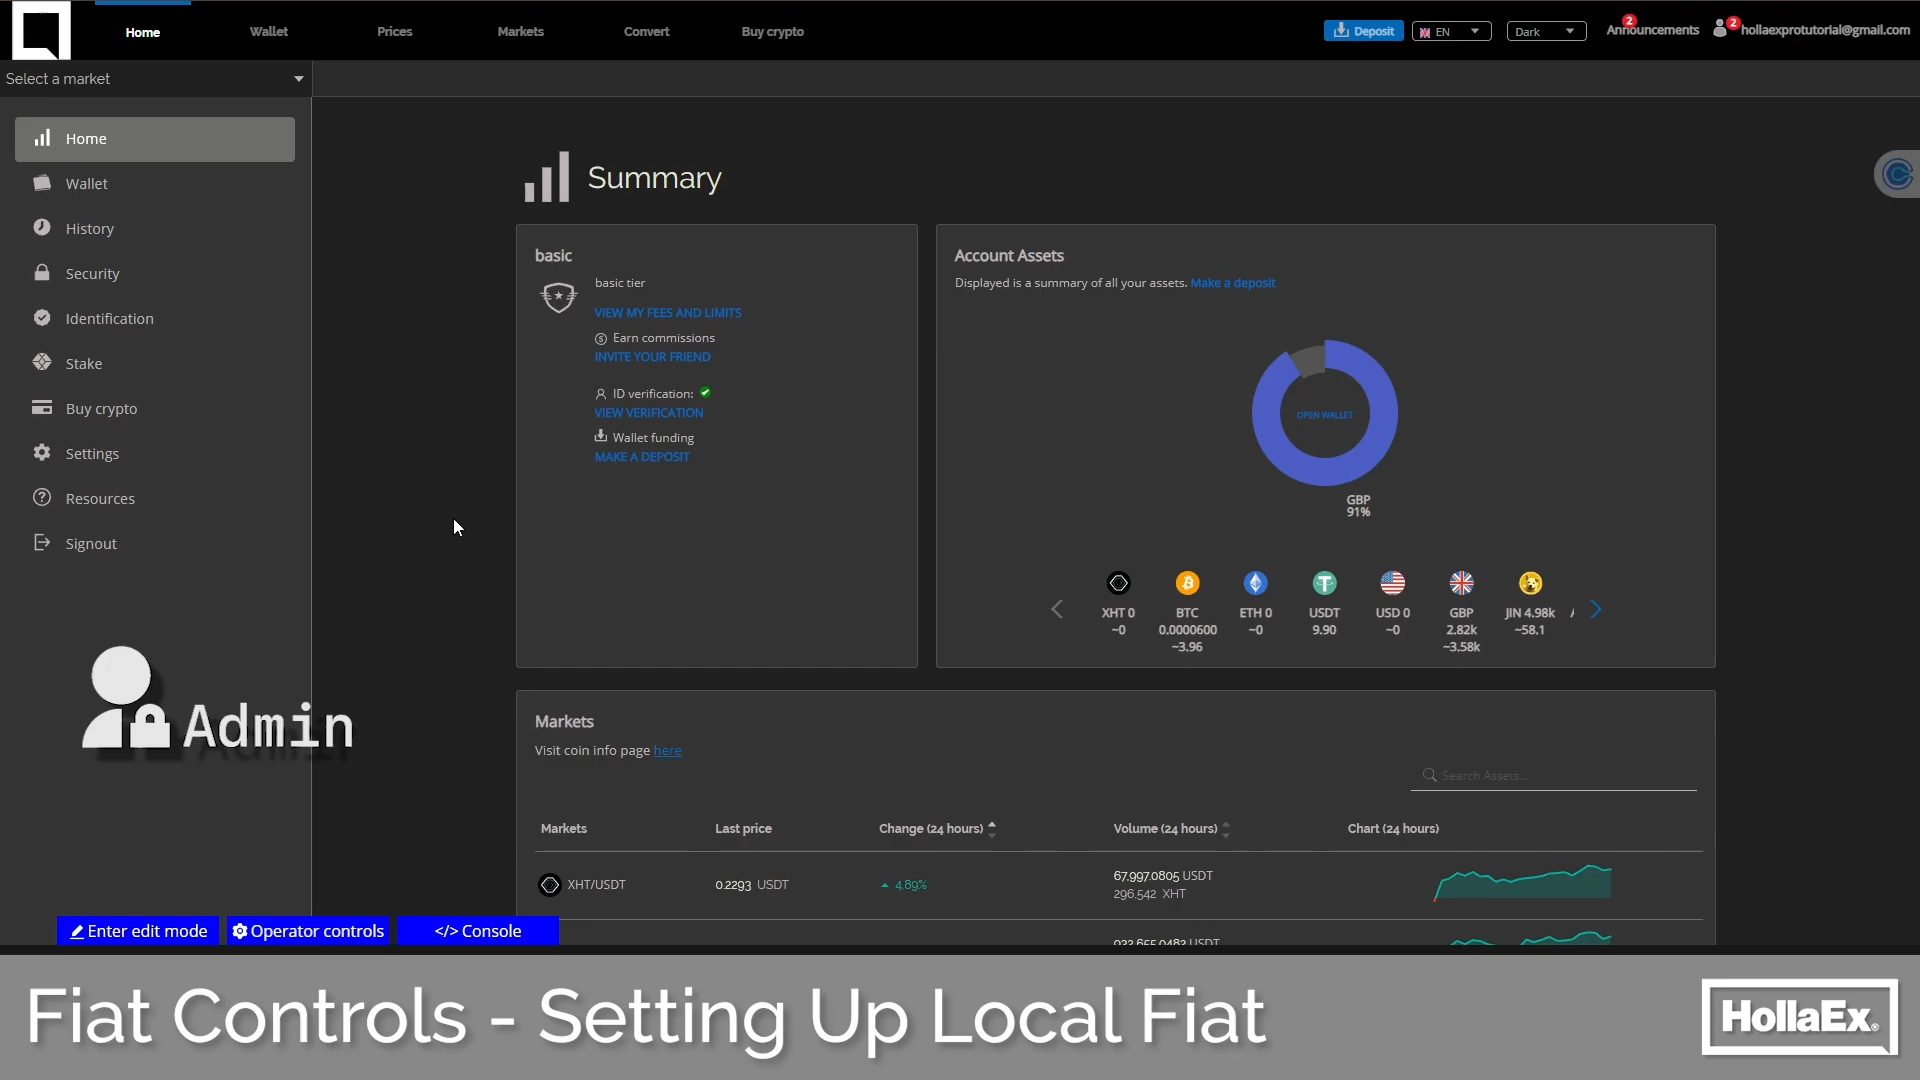 Home
Wallet
Prices
Markets
Convert
Buy crypto
Deposit
EN
Dark
2
Announcements
2
hollaexprotutorial@gmail.com
Select a market
Home
Wallet
History
Security
Identification
Stake
Buy crypto
Settings
Resources
Signout
Admin
Summary
basic
basic tier
VIEW MY FEES AND LIMITS
Earn commissions
INVITE YOUR FRIEND
ID verification:
VIEW VERIFICATION
Wallet funding
MAKE A DEPOSIT
Account Assets
Displayed is a summary of all your assets. Make a deposit
OPEN WALLET
GBP
91%
XHT 0
~0
BTC
0.0000600
~3.96
ETH 0
~0
USDT
9.90
USD 0
~0
GBP
2.82k
~3.58k
JIN 4.98k
~58.1
Markets
Visit coin info page here
Search Assets...
Markets Last price Change (24 hours) Volume (24 hours) Chart (24 hours)
XHT/USDT 0.2293 USDT 4.89% 67,997.0805 USDT
296,542 XHT
USDT
Enter edit mode
Operator controls
</> Console
Fiat Controls - Setting Up Local Fiat
HollaEx®